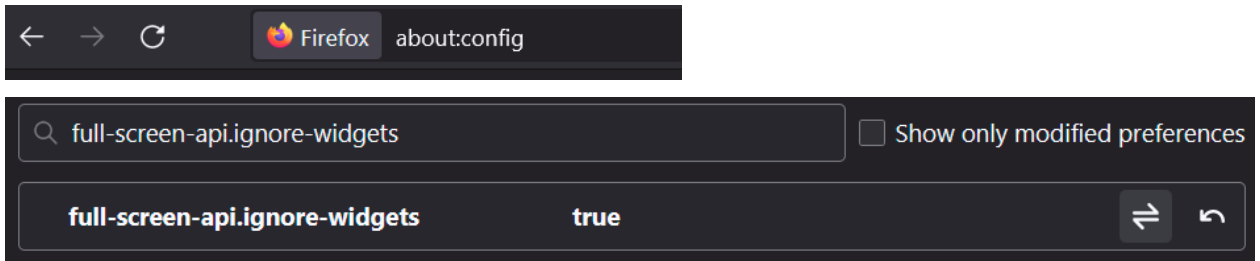 Firefox about:config
full-screen-api.ignore-widgets Show only modified preferences
full-screen-api.ignore-widgets true